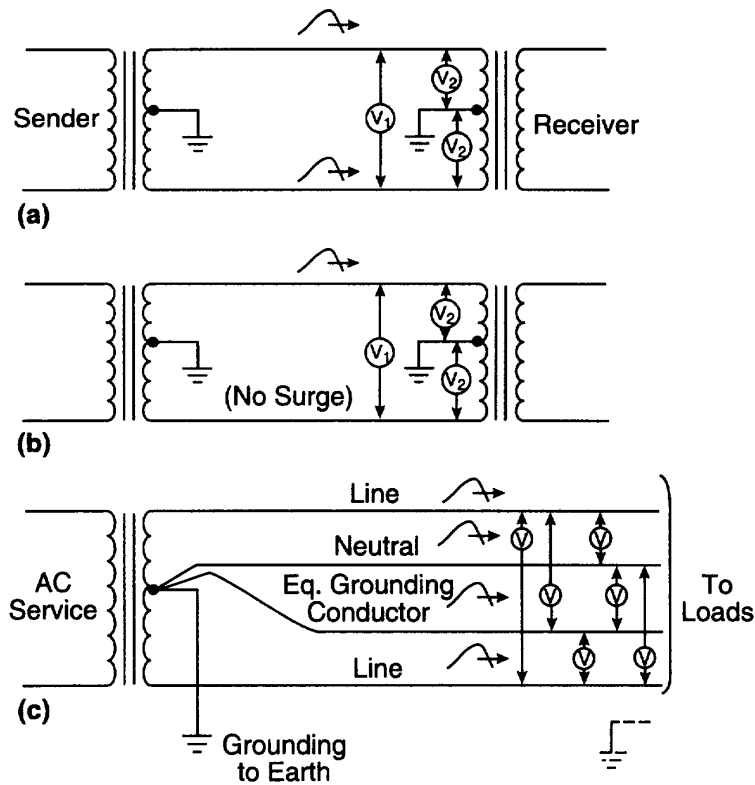 Sender
V1
V2
V2
Receiver
(a)
V1
V2
V2
(No Surge)
(b)
Line
Neutral
AC
Service
Eq. Grounding
Conductor
Line
V
V
V
V
V
V
To
Loads
(c)
Grounding
to Earth